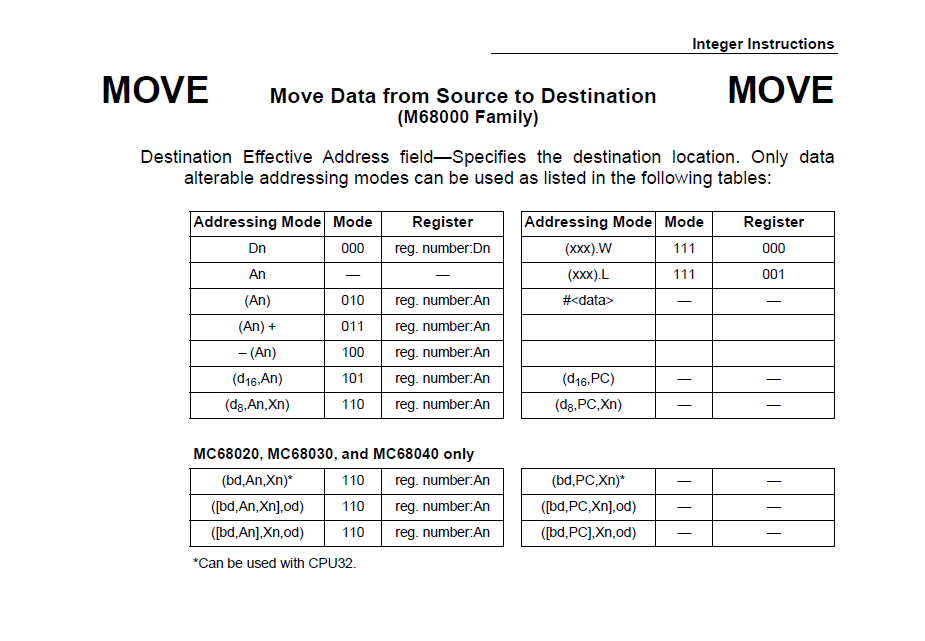 Integer Instructions
MOVE Move Data from Source to Destination MOVE
(M68000 Family)
Destination Effective Address field—Specifies the destination location. Only data
alterable addressing modes can be used as listed in the following tables:
Addressing Mode Mode Register Addressing Mode Mode Register
Dn 000 reg. number:Dn (xxx).W 111 000
An — — (xxx).L 111 001
(An) 010 reg. number:An #<data> — —
(An) + 011 reg. number:An
– (An) 100 reg. number:An
(d16,An) 101 reg. number:An (d16,PC) — —
(d8,An,Xn) 110 reg. number:An (d8,PC,Xn) — —
MC68020, MC68030, and MC68040 only
(bd,An,Xn)* 110 reg. number:An (bd,PC,Xn)* — —
([bd,An,Xn],od) 110 reg. number:An ([bd,PC,Xn],od) — —
([bd,An],Xn,od) 110 reg. number:An ([bd,PC],Xn,od) — —
*Can be used with CPU32.